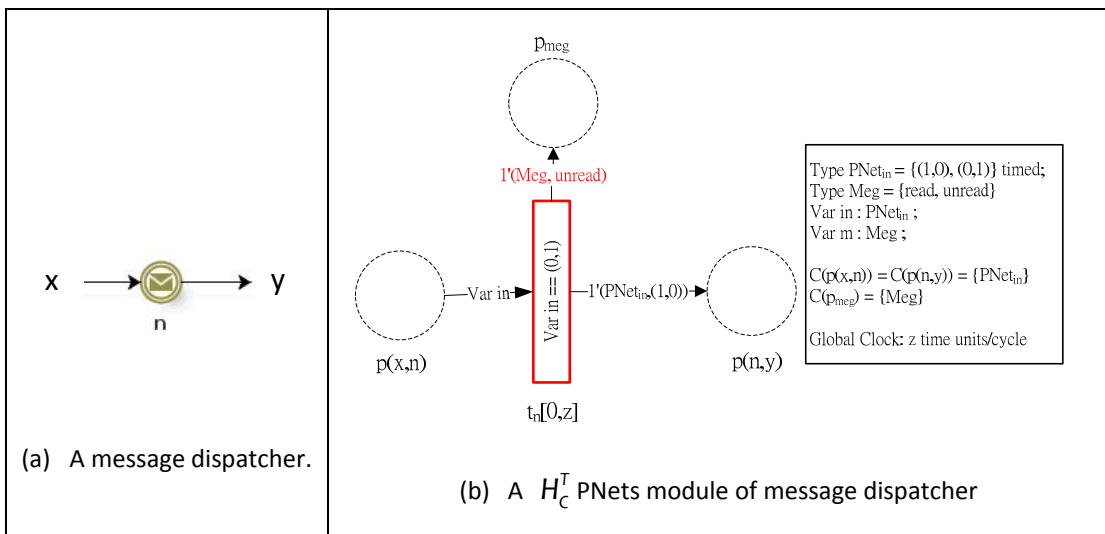 x
y
n
(a) A message dispatcher.
pmeg
1'(Meg, unread)
Var in == (0,1)
Var in
1'(PNetin,(1,0))
p(x,n)
p(n,y)
tn[0,z]
Type PNetin = {(1,0), (0,1)} timed;
Type Meg = {read, unread}
Var in : PNetin ;
Var m : Meg ;
C(p(x,n)) = C(p(n,y)) = {PNetin}
C(pmeg) = {Meg}
Global Clock: z time units/cycle
(b) A H_C^T PNets module of message dispatcher